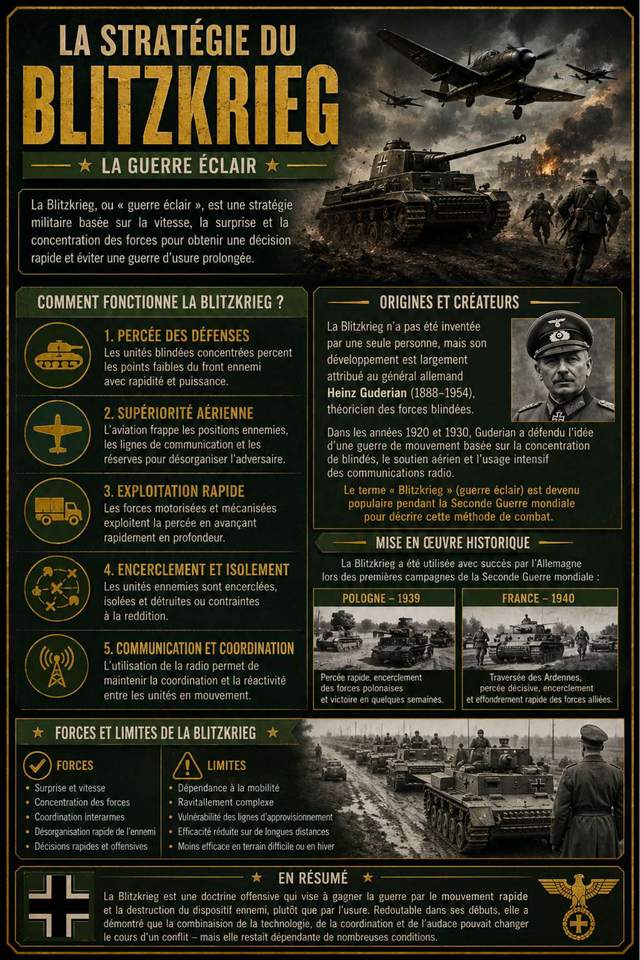 LA STRATÉGIE DU
BLITZKRIEG
LA GUERRE ÉCLAIR
La Blitzkrieg, ou « guerre éclair », est une stratégie
militaire basée sur la vitesse, la surprise et la
concentration des forces pour obtenir une décision
rapide et éviter une guerre d'usure prolongée.
COMMENT FONCTIONNE LA BLITZKRIEG ?
1. PERCÉE DES DÉFENSES
Les unités blindées concentrées percent
les points faibles du front ennemi
avec rapidité et puissance.
2. SUPÉRIORITÉ AÉRIENNE
L'aviation frappe les positions ennemies,
les lignes de communication et les
réserves pour désorganiser l'adversaire.
3. EXPLOITATION RAPIDE
Les forces motorisées et mécanisées
exploitent la percée en avançant
rapidement en profondeur.
4. ENCERCLEMENT ET ISOLEMENT
Les unités ennemies sont encerclées,
isolées et détruites ou contraintes
à la reddition.
5. COMMUNICATION ET COORDINATION
L'utilisation de la radio permet de
maintenir la coordination et la réactivité
entre les unités en mouvement.
ORIGINES ET CRÉATEURS
La Blitzkrieg n'a pas été inventée
par une seule personne, mais son
développement est largement
attribué au général allemand
Heinz Guderian (1888–1954),
théoricien des forces blindées.
Dans les années 1920 et 1930, Guderian a défendu l'idée
d'une guerre de mouvement basée sur la concentration
de blindés, le soutien aérien et l'usage intensif
des communications radio.
Le terme « Blitzkrieg » (guerre éclair) est devenu
populaire pendant la Seconde Guerre mondiale
pour décrire cette méthode de combat.
MISE EN ŒUVRE HISTORIQUE
La Blitzkrieg a été utilisée avec succès par l'Allemagne
lors des premières campagnes de la Seconde Guerre mondiale :
POLOGNE – 1939
Percée rapide, encerclement
des forces polonaises
et victoire en quelques semaines.
FRANCE – 1940
Traversée des Ardennes,
percée décisive, encerclement
et effondrement rapide des forces alliées.
FORCES ET LIMITES DE LA BLITZKRIEG
FORCES
• Surprise et vitesse
• Concentration des forces
• Coordination interarmes
• Désorganisation rapide de l'ennemi
• Décisions rapides et offensives
LIMITES
• Dépendance à la mobilité
• Ravitallement complexe
• Vulnérabilité des lignes d'approvisionnement
• Efficacité réduite sur de longues distances
• Moins efficace en terrain difficile ou en hiver
EN RÉSUMÉ
La Blitzkrieg est une doctrine offensive qui vise à gagner la guerre par le mouvement rapide
et la destruction du dispositif ennemi, plutôt que par l'usure. Redoutable dans ses débuts, elle a
démontré que la combinaison de la technologie, de la coordination et de l'audace pouvait changer
le cours d'un conflit – mais elle restait dépendante de nombreuses conditions.